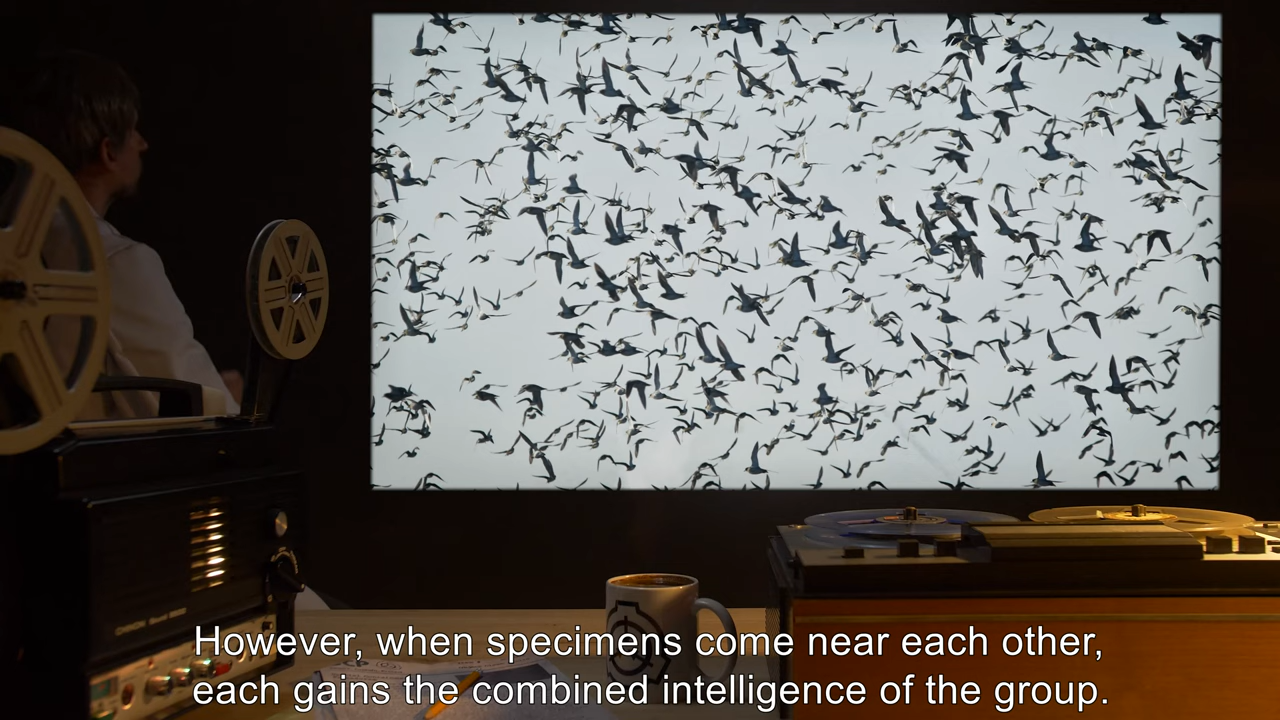 However, when specimens come near each other,
each gains the combined intelligence of the group.